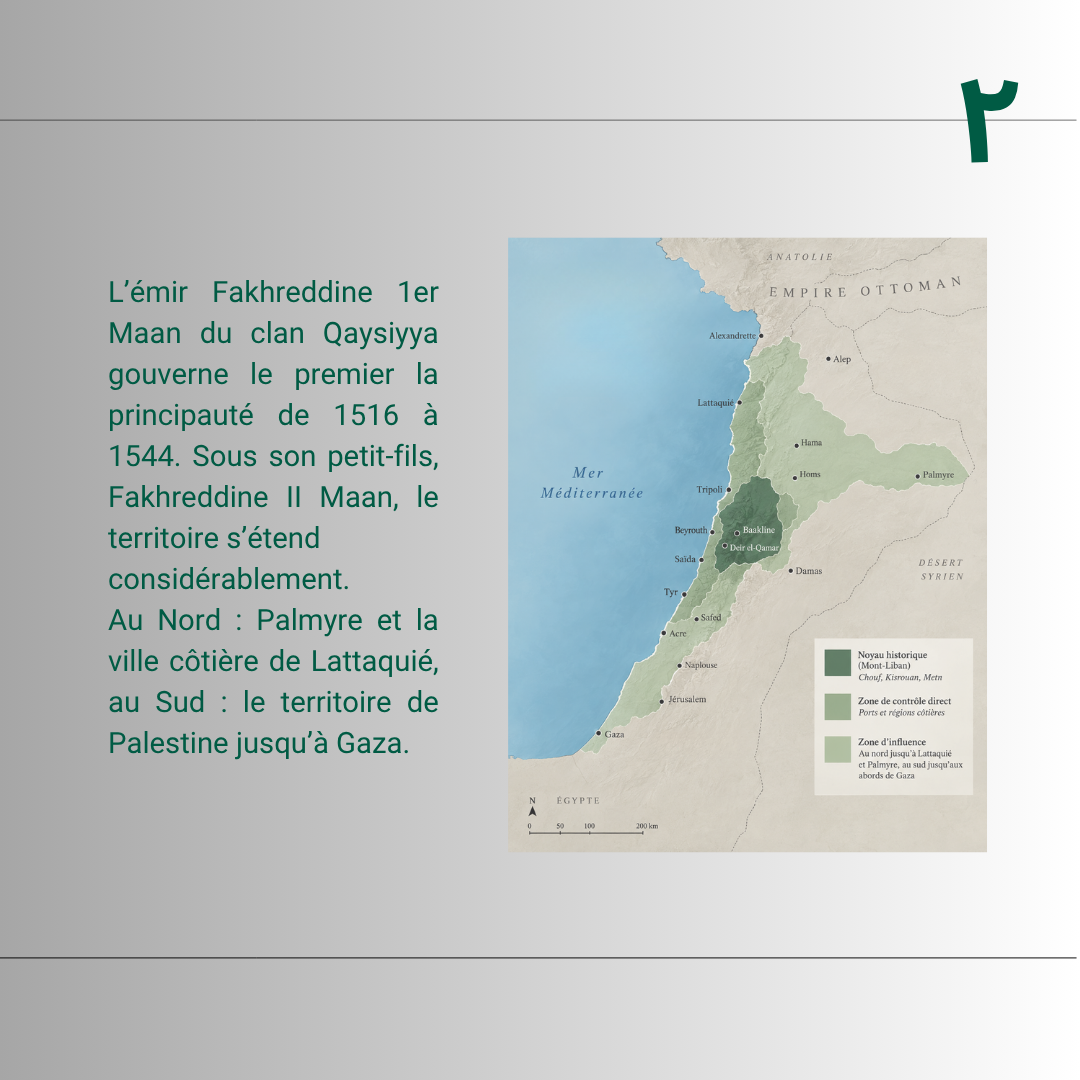 ٢
L’émir Fakhreddine 1er
Maan du clan Qaysiyya
gouverne le premier la
principauté de 1516 à
1544. Sous son petit-fils,
Fakhreddine II Maan, le
territoire s’étend
considérablement.
Au Nord : Palmyre et la
ville côtière de Lattaquié,
au Sud : le territoire de
Palestine jusqu’à Gaza.
ANATOLIE
EMPIRE OTTOMAN
Alexandrette
Alep
Lattaquié
Hama
Homs
Palmyre
Mer
Méditerranée
Tripoli
Beyrouth
Baakline
Deir el-Qamar
Saïda
Damas
DÉSERT
SYRIEN
Tyr
Safed
Acre
Naplouse
Jérusalem
Gaza
Noyau historique
(Mont-Liban)
Chouf, Kisrouan, Metn
Zone de contrôle direct
Ports et régions côtières
Zone d’influence
Au nord jusqu’à Lattaquié
et Palmyre, au sud jusqu’aux
abords de Gaza
N
ÉGYPTE
0 50 100 200 km